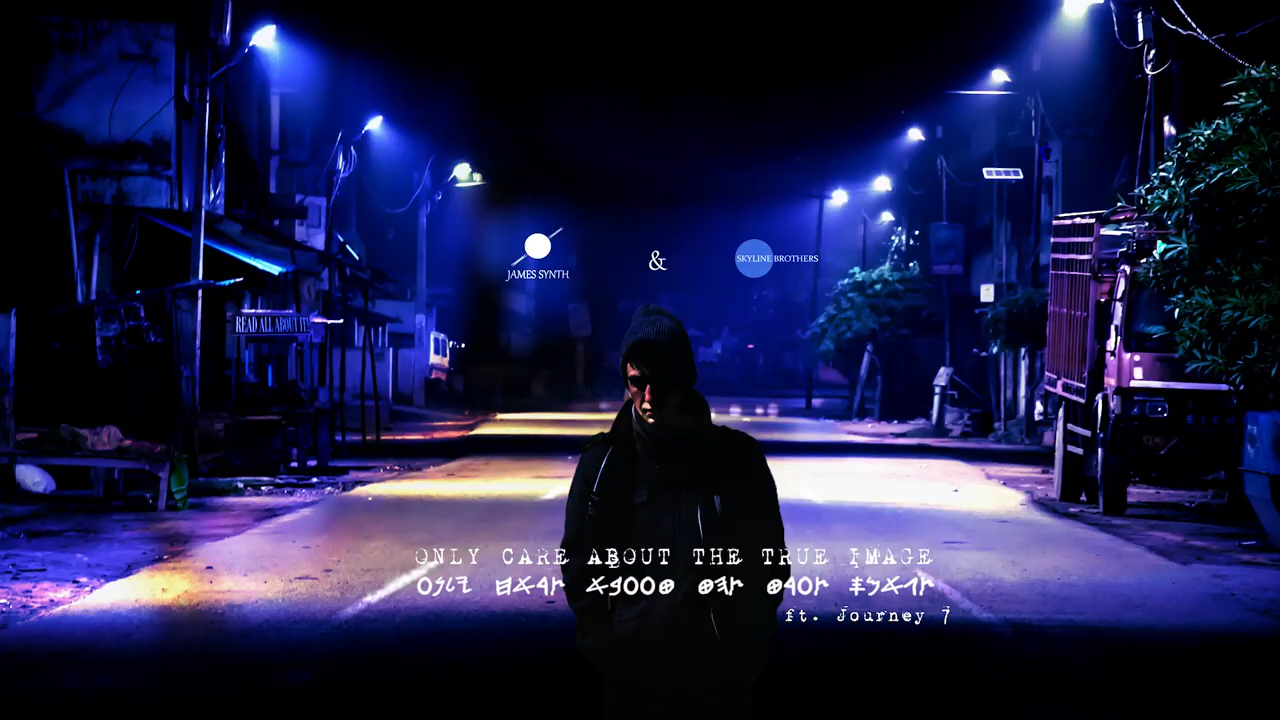 JAMES SYNTH
&
SKYLINE BROTHERS
READ ALL ABOUT IT!
ONLY CARE ABOUT THE TRUE IMAGE
ft. Journey 7